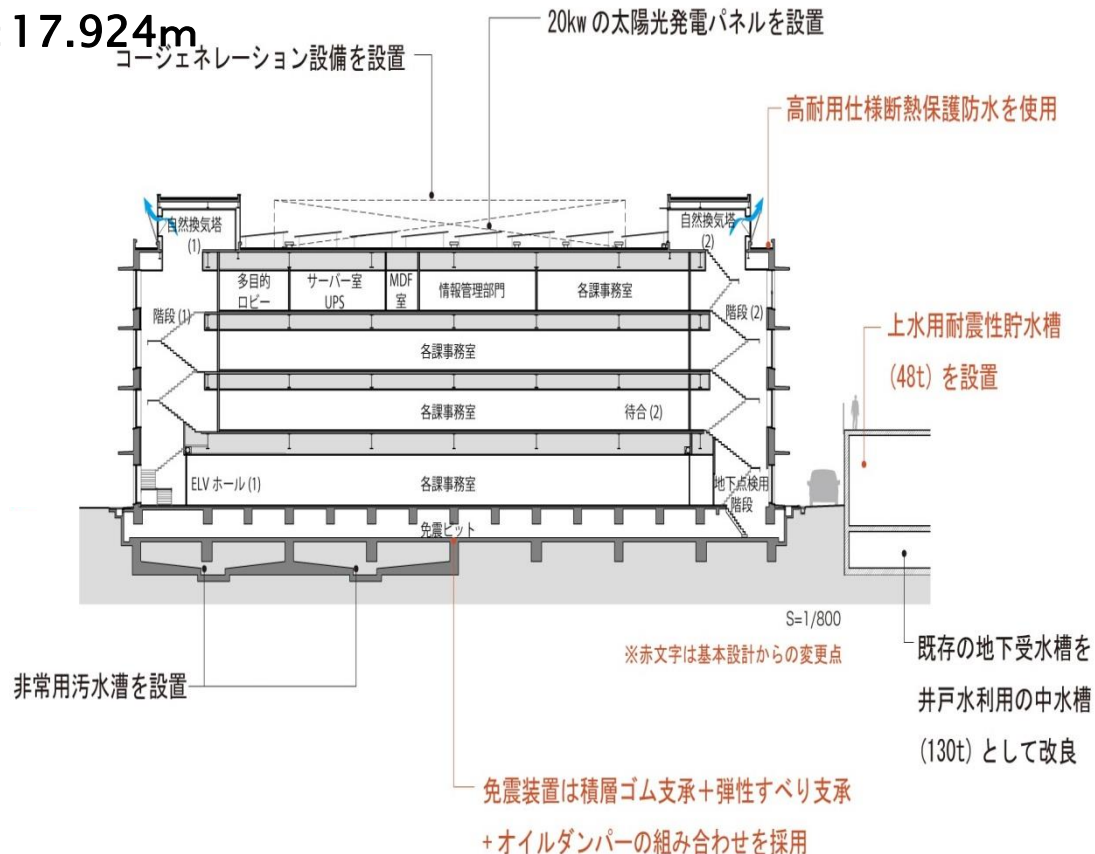 17.924m
20kwの太陽光発電パネルを設置
コージェネレーション設備を設置
高耐用仕様断熱保護防水を使用
自然換気塔
(1)
自然換気塔
(2)
多目的
ロビー
サーバー室
UPS
MDF
室
情報管理部門
各課事務室
階段(1)
階段(2)
各課事務室
上水用耐震性貯水槽
(48t) を設置
各課事務室
待合(2)
ELVホール(1)
各課事務室
地下点検用
階段
免震ピット
S=1/800
※赤文字は基本設計からの変更点
既存の地下受水槽を
井戸水利用の中水槽
(130t) として改良
非常用汚水漕を設置
免震装置は積層ゴム支承＋弾性すべり支承
+オイルダンパーの組み合わせを採用